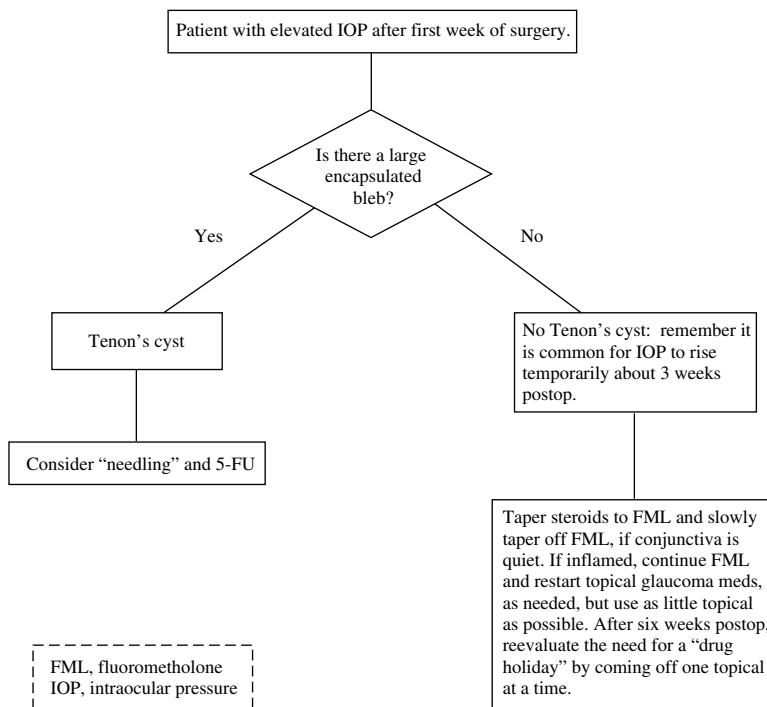 Patient with elevated IOP after first week of surgery.
Is there a large
encapsulated
bleb?
Yes
No
Tenon’s cyst
No Tenon’s cyst: remember it
is common for IOP to rise
temporarily about 3 weeks
postop.
Consider “needling” and 5-FU
Taper steroids to FML and slowly
taper off FML, if conjunctiva is
quiet. If inflamed, continue FML
and restart topical glaucoma meds,
as needed, but use as little topical
as possible. After six weeks postop,
reevaluate the need for a “drug
holiday” by coming off one topical
at a time.
FML, fluorometholone
IOP, intraocular pressure